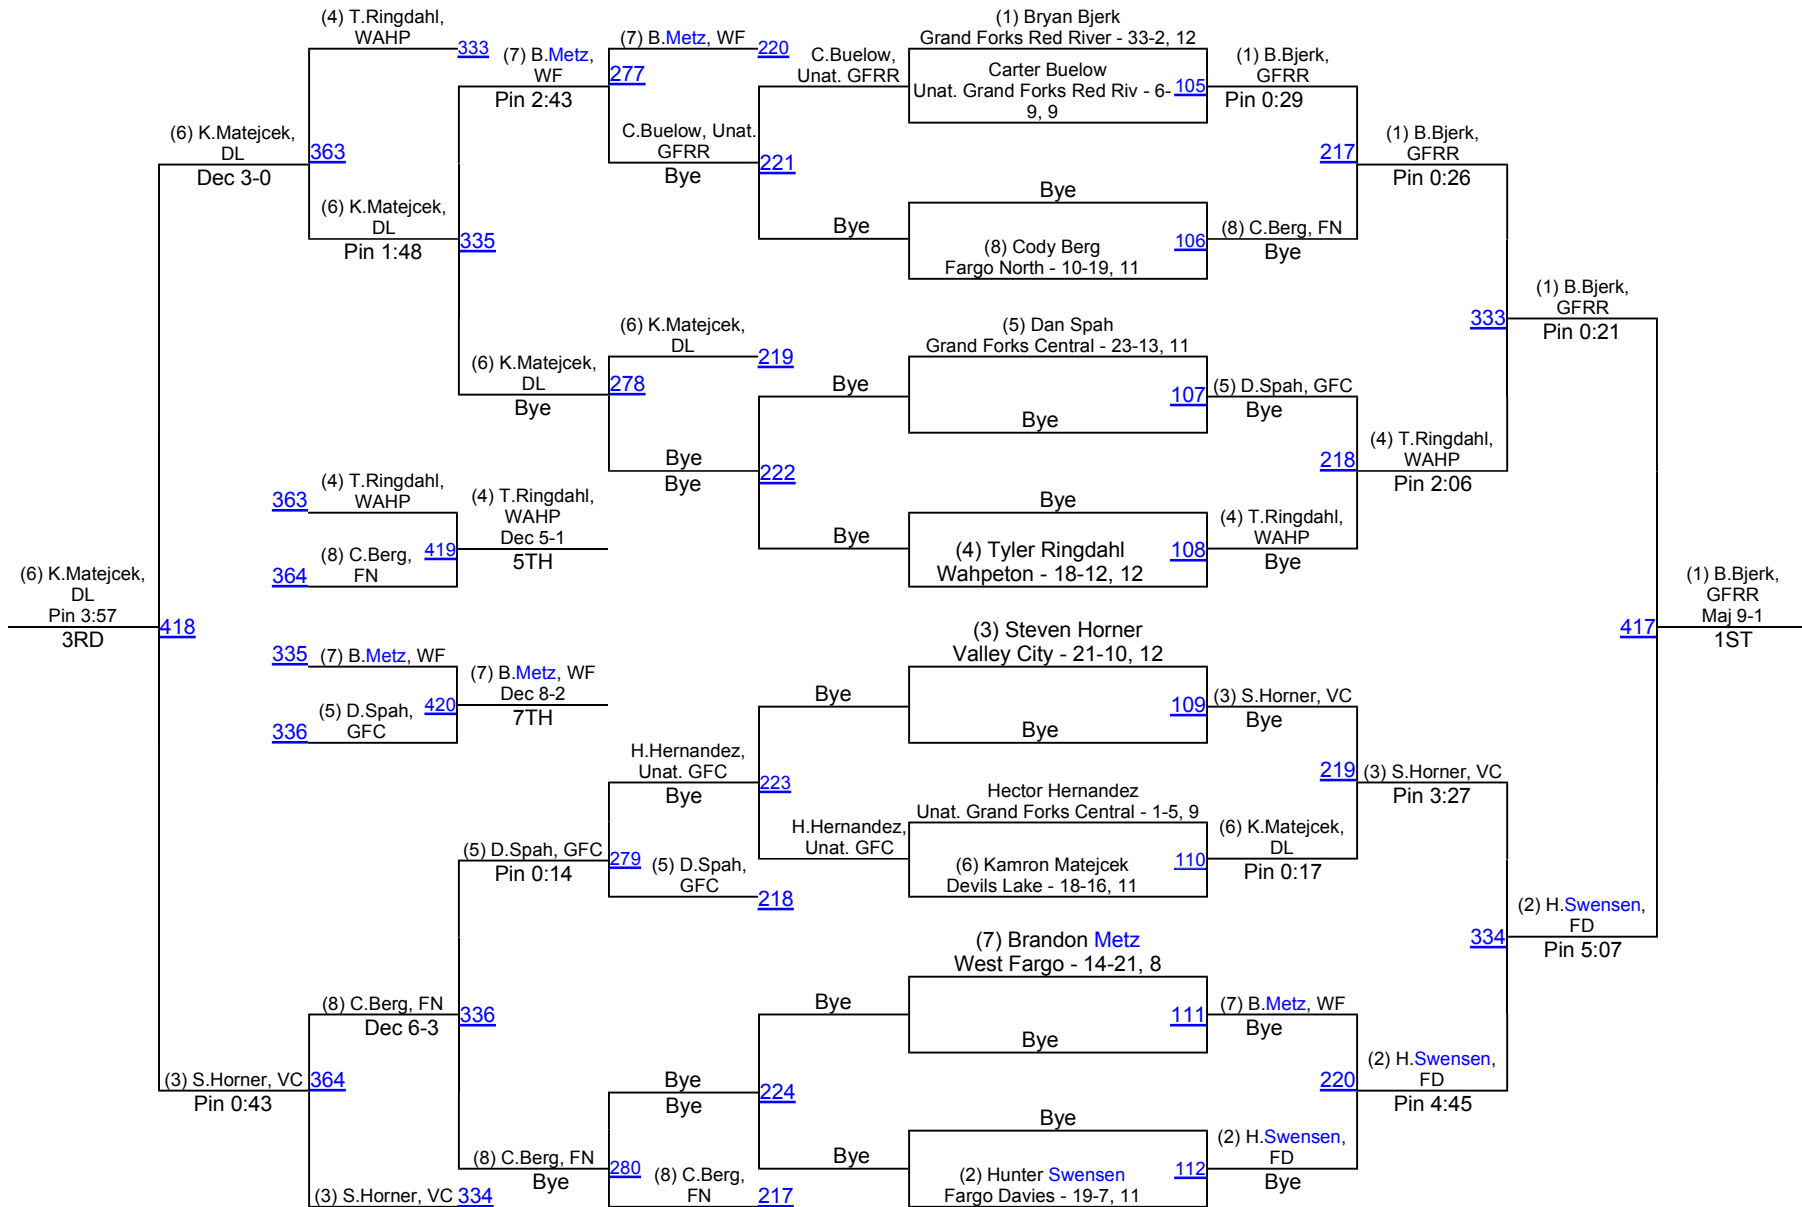 (4) T.Ringdahl,
WAHP
333
(7) B.Metz,
WF
Pin 2:43
(7) B.Metz, WF
220
277
C.Buelow,
Unat. GFRR
(1) Bryan Bjerk
Grand Forks Red River - 33-2, 12
Carter Buelow
Unat. Grand Forks Red Riv - 6-
9, 9
105
(1) B.Bjerk,
GFRR
Pin 0:29
(6) K.Matejcek,
DL
Dec 3-0
363
C.Buelow, Unat.
GFRR
Bye
221
217
(1) B.Bjerk,
GFRR
Pin 0:26
(6) K.Matejcek,
DL
Pin 1:48
335
Bye
Bye
(8) Cody Berg
Fargo North - 10-19, 11
106
(8) C.Berg, FN
Bye
(6) K.Matejcek,
DL
219
(5) Dan Spah
Grand Forks Central - 23-13, 11
333
(1) B.Bjerk,
GFRR
Pin 0:21
(6) K.Matejcek,
DL
Bye
278
Bye
107
Bye
(5) D.Spah, GFC
Bye
Bye
Bye
222
218
(4) T.Ringdahl,
WAHP
Pin 2:06
363
(4) T.Ringdahl,
WAHP
(4) T.Ringdahl,
WAHP
Dec 5-1
5TH
419
(8) C.Berg,
FN
364
Bye
Bye
(4) Tyler Ringdahl
Wahpeton - 18-12, 12
108
(4) T.Ringdahl,
WAHP
Bye
(6) K.Matejcek,
DL
Pin 3:57
3RD
418
417
(1) B.Bjerk,
GFRR
Maj 9-1
1ST
335
(7) B.Metz, WF
(7) B.Metz, WF
Dec 8-2
7TH
420
(5) D.Spah,
GFC
336
Bye
(3) Steven Horner
Valley City - 21-10, 12
109
Bye
(3) S.Horner, VC
Bye
H.Hernandez,
Unat. GFC
Bye
223
219
(3) S.Horner, VC
Pin 3:27
(5) D.Spah, GFC
Pin 0:14
279
(5) D.Spah,
GFC
218
H.Hernandez,
Unat. GFC
Hector Hernandez
Unat. Grand Forks Central - 1-5, 9
(6) Kamron Matejcek
Devils Lake - 18-16, 11
110
(6) K.Matejcek,
DL
Pin 0:17
334
(2) H.Swensen,
FD
Pin 5:07
(8) C.Berg, FN
Dec 6-3
336
Bye
(7) Brandon Metz
West Fargo - 14-21, 8
111
Bye
(7) B.Metz, WF
Bye
(3) S.Horner, VC
Pin 0:43
364
Bye
Bye
224
220
(2) H.Swensen,
FD
Pin 4:45
(8) C.Berg, FN
Bye
280
(8) C.Berg,
FN
217
Bye
Bye
(2) Hunter Swensen
Fargo Davies - 19-7, 11
112
(2) H.Swensen,
FD
Bye
(3) S.Horner, VC
334